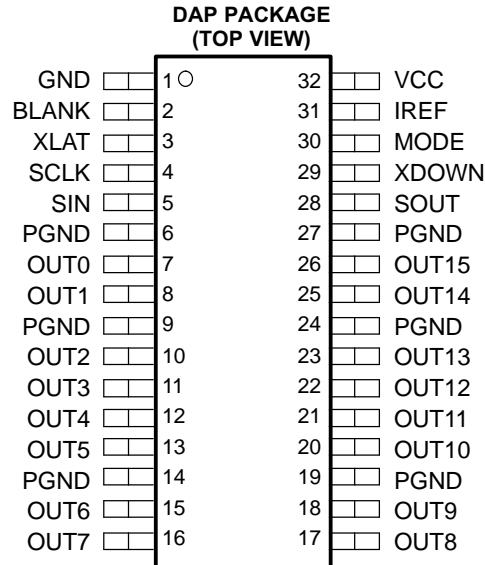 DAP PACKAGE
(TOP VIEW)
GND 1 32 VCC
BLANK 2 31 IREF
XLAT 3 30 MODE
SCLK 4 29 XDOWN
SIN 5 28 SOUT
PGND 6 27 PGND
OUT0 7 26 OUT15
OUT1 8 25 OUT14
PGND 9 24 PGND
OUT2 10 23 OUT13
OUT3 11 22 OUT12
OUT4 12 21 OUT11
OUT5 13 20 OUT10
PGND 14 19 PGND
OUT6 15 18 OUT9
OUT7 16 17 OUT8